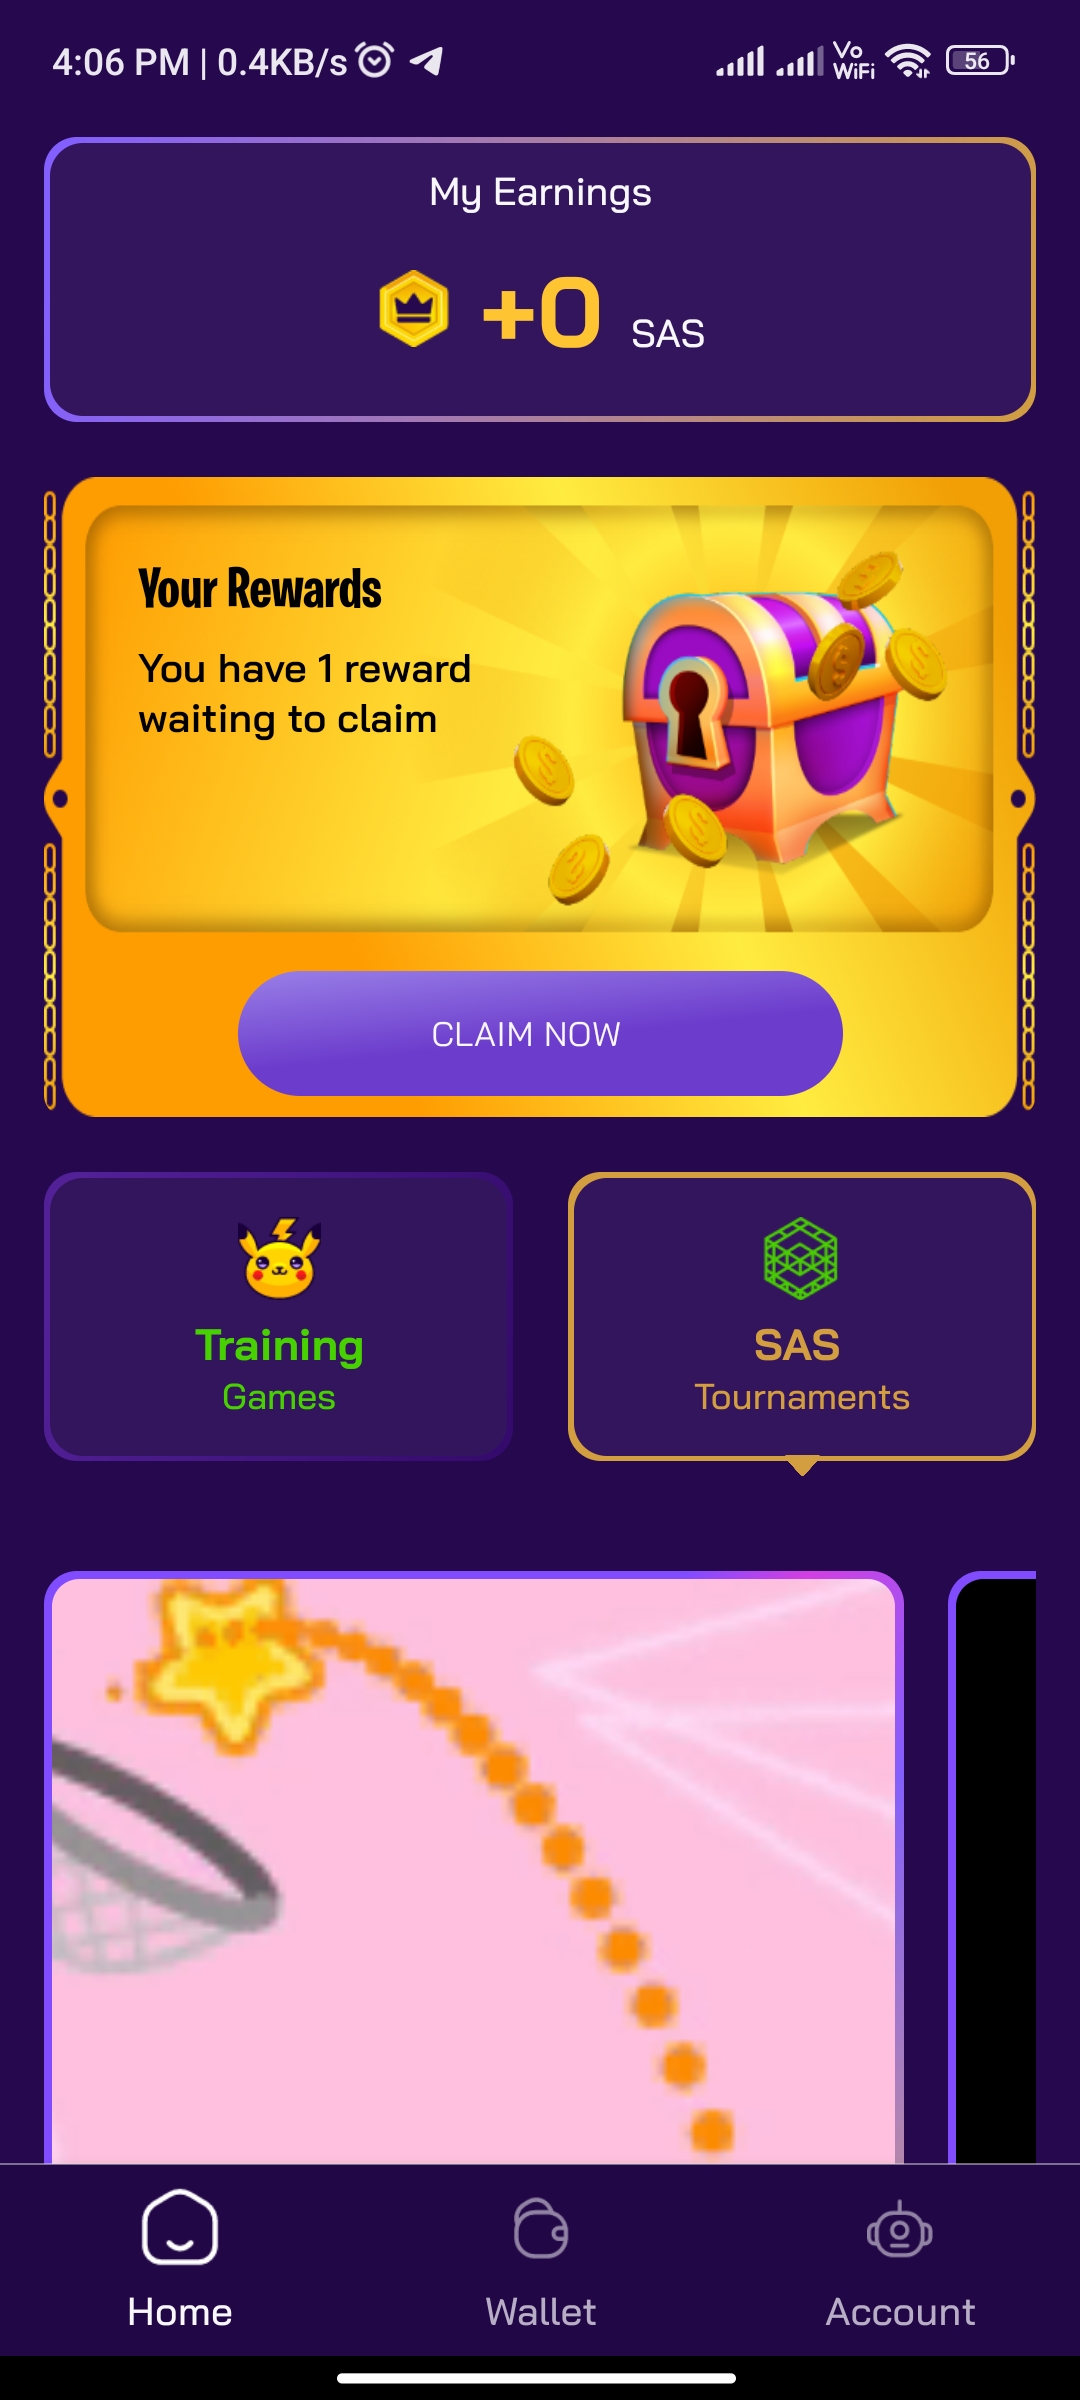 4:06 PM | 0.4KB/s
Vo
WiFi
56
My Earnings
+0 SAS
Your Rewards
You have 1 reward
waiting to claim
CLAIM NOW
Training
Games
SAS
Tournaments
Home
Wallet
Account